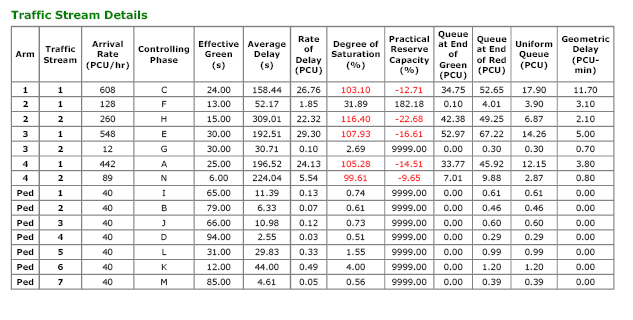 Traffic Stream Details
Arm Traffic Stream Arrival Rate (PCU/hr) Controlling Phase Effective Green (s) Average Delay (s) Rate of Delay (PCU) Degree of Saturation (%) Practical Reserve Capacity (%) Queue at End of Green (PCU) Queue at End of Red (PCU) Uniform Queue (PCU) Geometric Delay (PCU-min)
1 1 608 C 24.00 158.44 26.76 103.10 -12.71 34.75 52.65 17.90 11.70
2 1 128 F 13.00 52.17 1.85 31.89 182.18 0.10 4.01 3.90 3.10
2 2 260 H 15.00 309.01 22.32 116.40 -22.68 42.38 49.25 6.87 2.10
3 1 548 E 30.00 192.51 29.30 107.93 -16.61 52.97 67.22 14.26 5.00
3 2 12 G 30.00 30.71 0.10 2.69 9999.00 0.00 0.30 0.30 0.70
4 1 442 A 25.00 196.52 24.13 105.28 -14.51 33.77 45.92 12.15 3.80
4 2 89 N 6.00 224.04 5.54 99.61 -9.65 7.01 9.88 2.87 0.80
Ped 1 40 I 65.00 11.39 0.13 0.74 9999.00 0.00 0.61 0.61 0.00
Ped 2 40 B 79.00 6.33 0.07 0.61 9999.00 0.00 0.46 0.46 0.00
Ped 3 40 J 66.00 10.98 0.12 0.73 9999.00 0.00 0.60 0.60 0.00
Ped 4 40 D 94.00 2.55 0.03 0.51 9999.00 0.00 0.29 0.29 0.00
Ped 5 40 L 31.00 29.83 0.33 1.55 9999.00 0.00 0.99 0.99 0.00
Ped 6 40 K 12.00 44.00 0.49 4.00 9999.00 0.00 1.20 1.20 0.00
Ped 7 40 M 85.00 4.61 0.05 0.56 9999.00 0.00 0.39 0.39 0.00